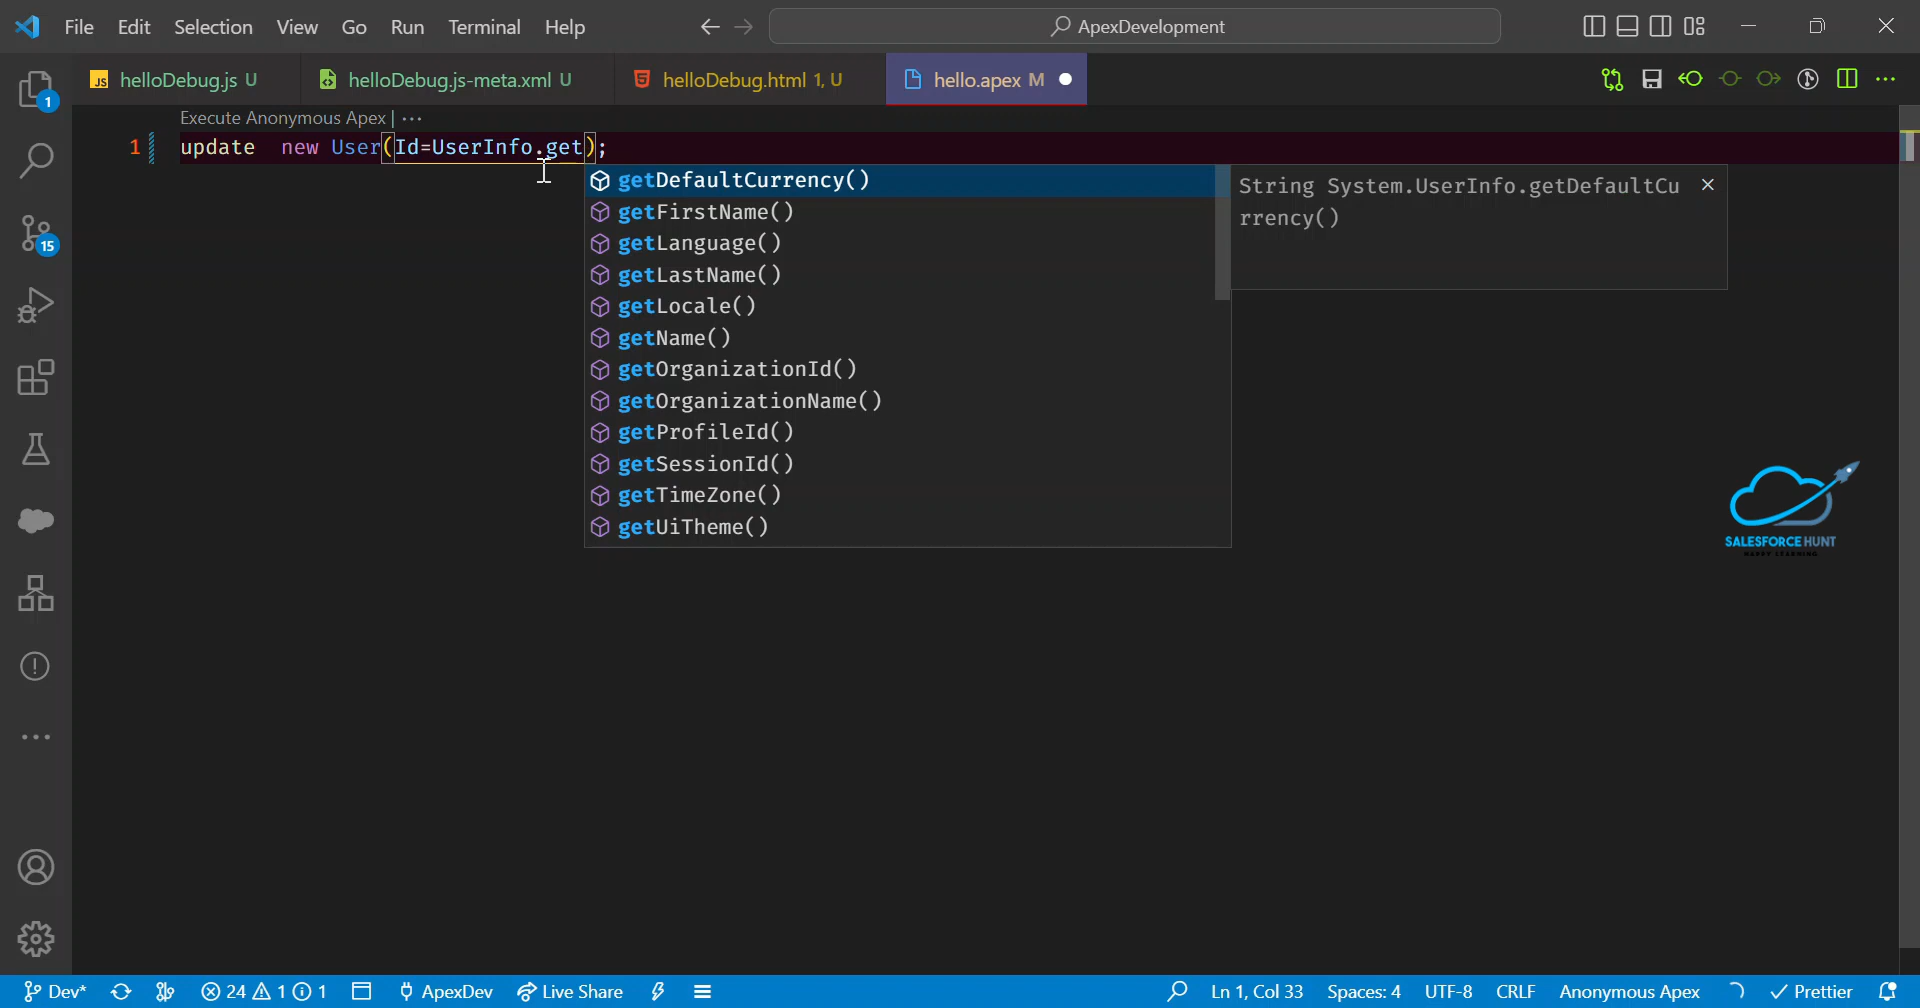 File Edit Selection View Go Run Terminal Help ApexDevelopment
helloDebug.js U helloDebug.js-meta.xml U helloDebug.html 1, U hello.apex M
1
Execute Anonymous Apex | ···
1 update  new User(Id=UserInfo.get);
getDefaultCurrency()
getFirstName()
getLanguage()
getLastName()
getLocale()
getName()
getOrganizationId()
getOrganizationName()
getProfileId()
getSessionId()
getTimeZone()
getUiTheme()
String System.UserInfo.getDefaultCu
rrency()
15
SALESFORCE HUNT
HAPPY LEARNING
Dev* 24 1 1 ApexDev Live Share Ln 1, Col 33 Spaces: 4 UTF-8 CRLF Anonymous Apex Prettier